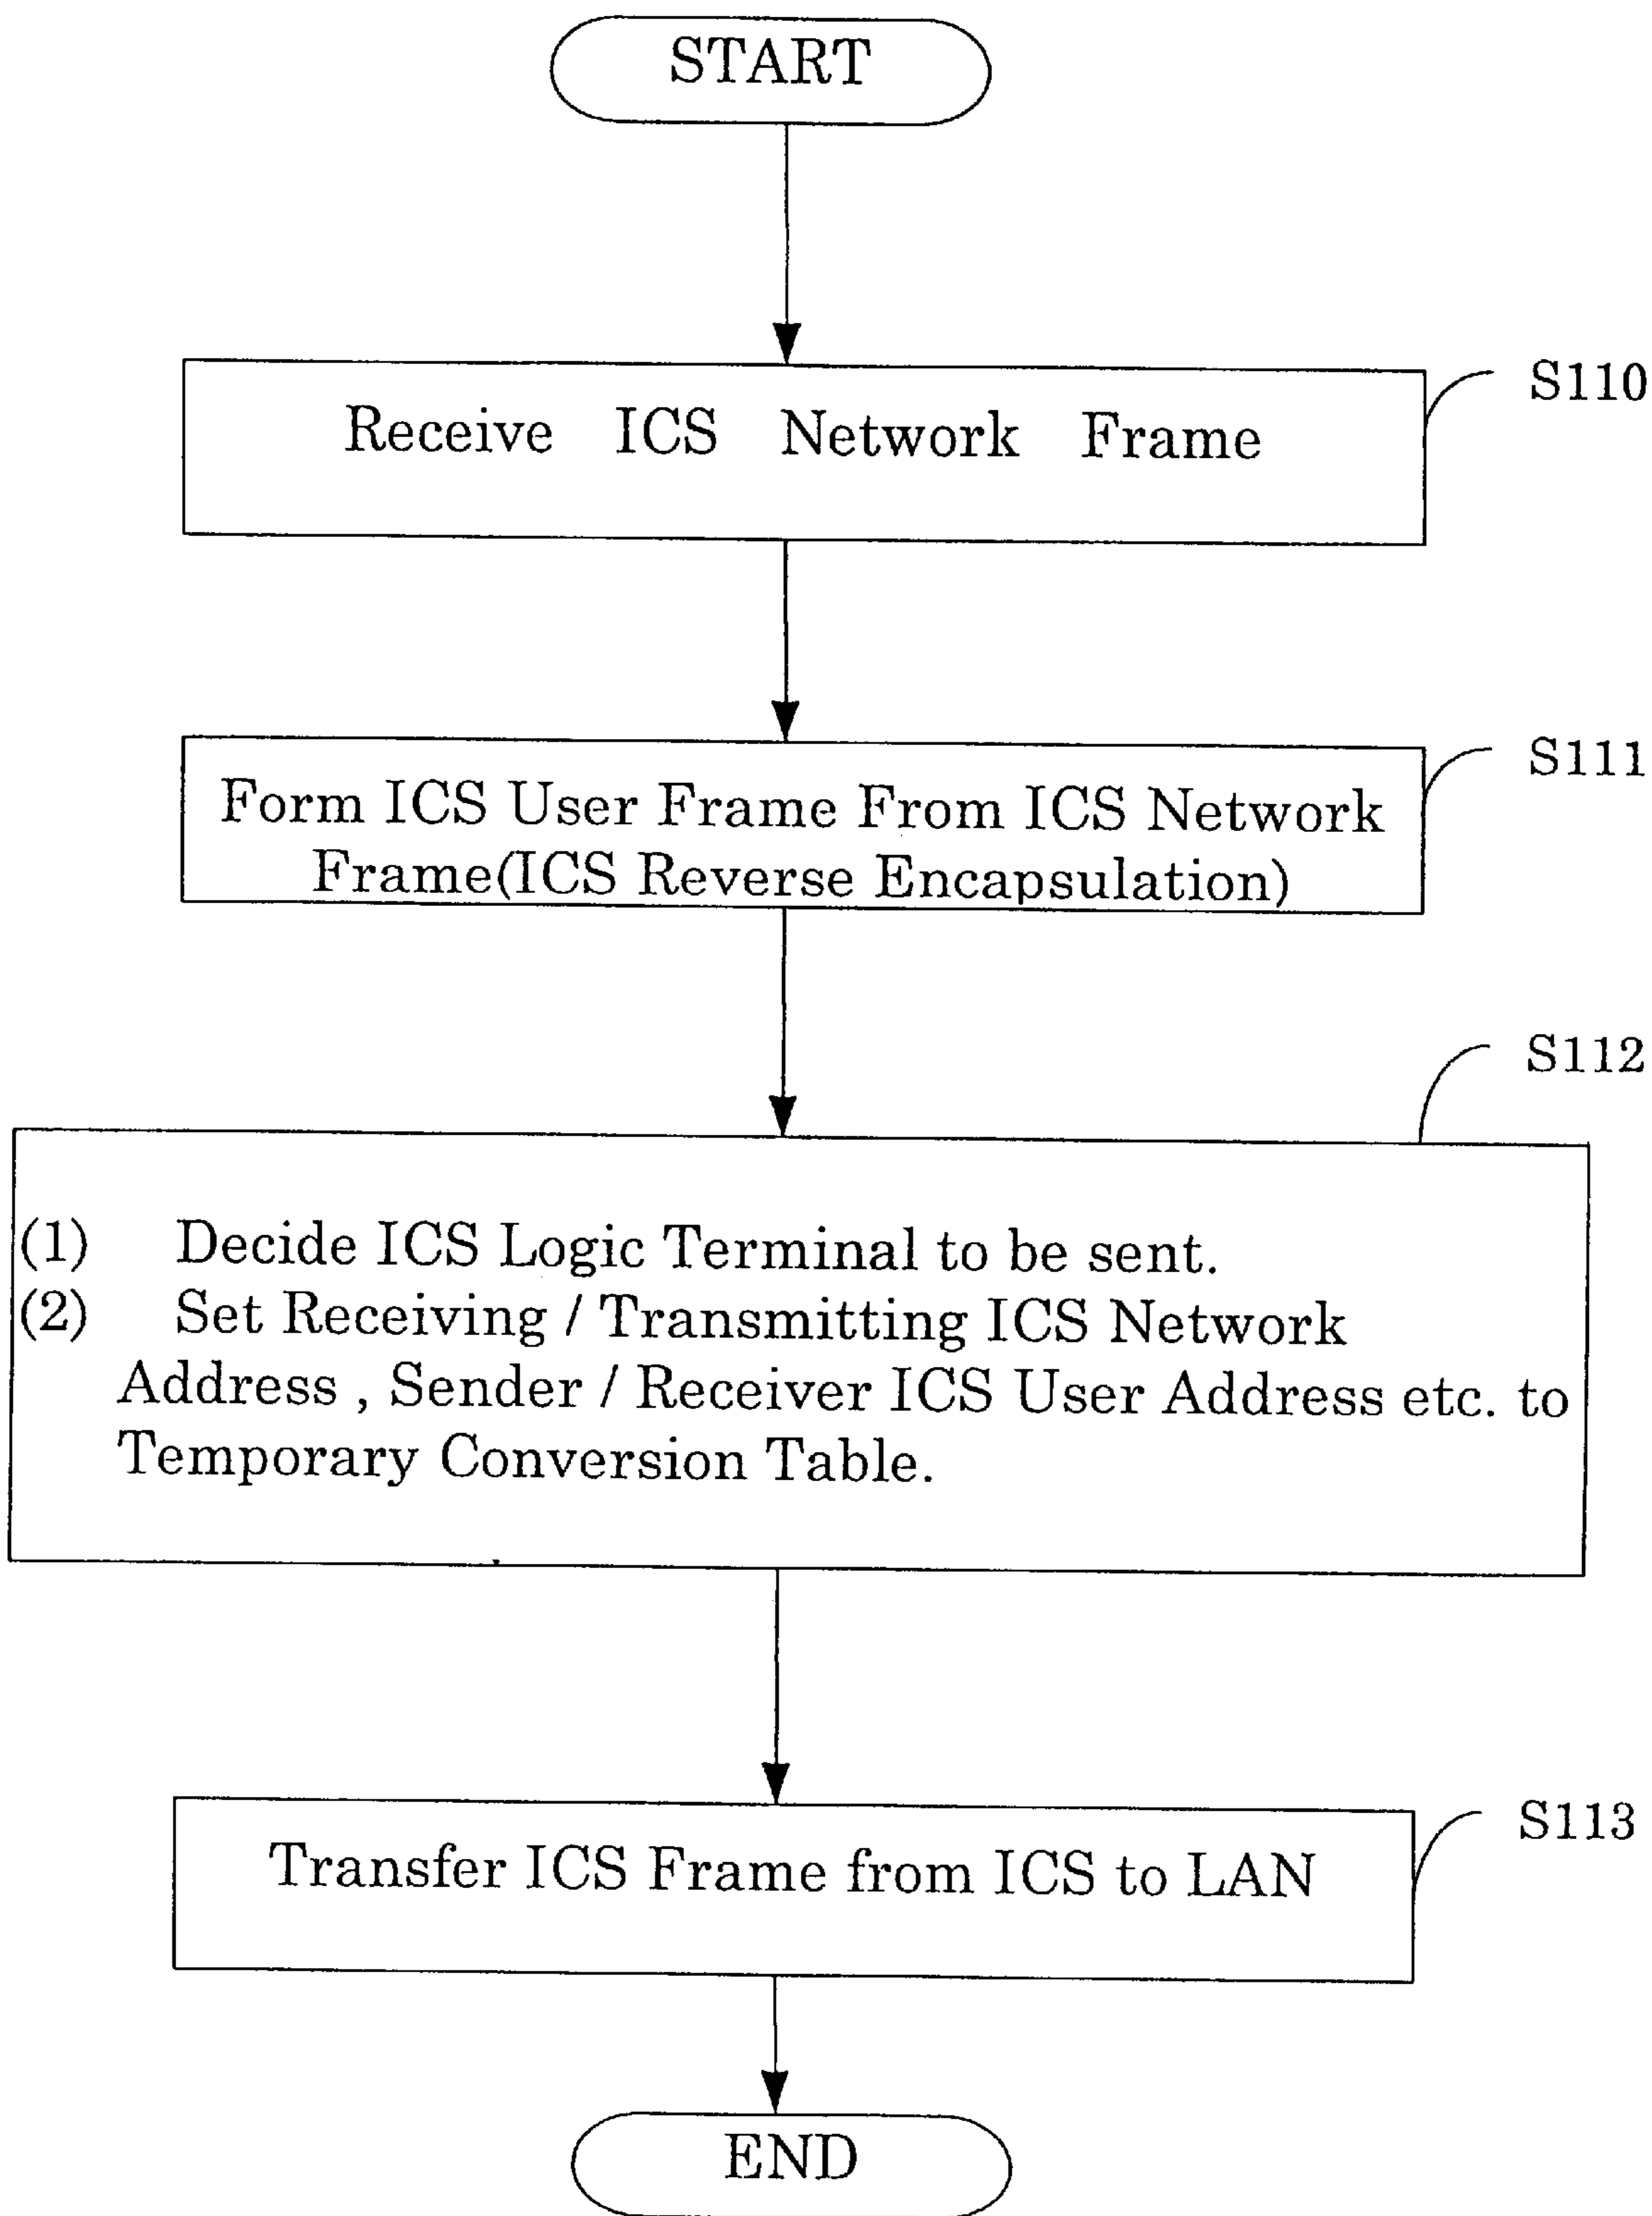 START
S110
Receive ICS Network Frame
S111
Form ICS User Frame From ICS Network
Frame(ICS Reverse Encapsulation)
S112
(1) Decide ICS Logic Terminal to be sent.
(2) Set Receiving / Transmitting ICS Network
Address , Sender / Receiver ICS User Address etc. to
Temporary Conversion Table.
S113
Transfer ICS Frame from ICS to LAN
END